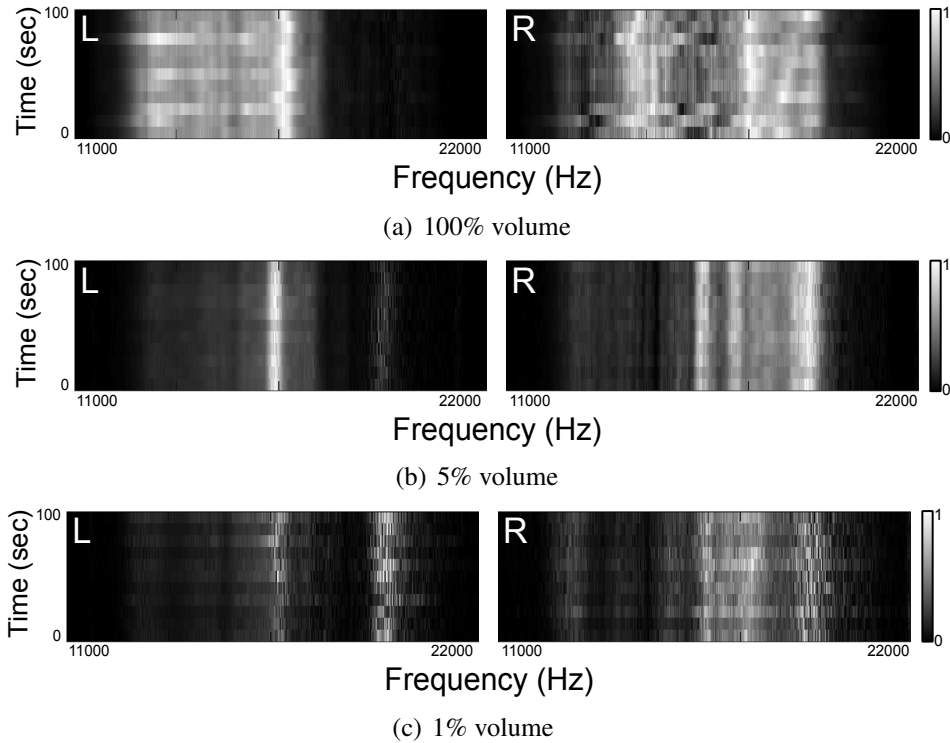 100
L
R
1
Time (sec)
0
0
11000
22000
11000
22000
Frequency (Hz)
(a) 100% volume
100
L
R
1
Time (sec)
0
0
11000
22000
11000
22000
Frequency (Hz)
(b) 5% volume
100
L
R
1
Time (sec)
0
0
11000
22000
11000
22000
Frequency (Hz)
(c) 1% volume